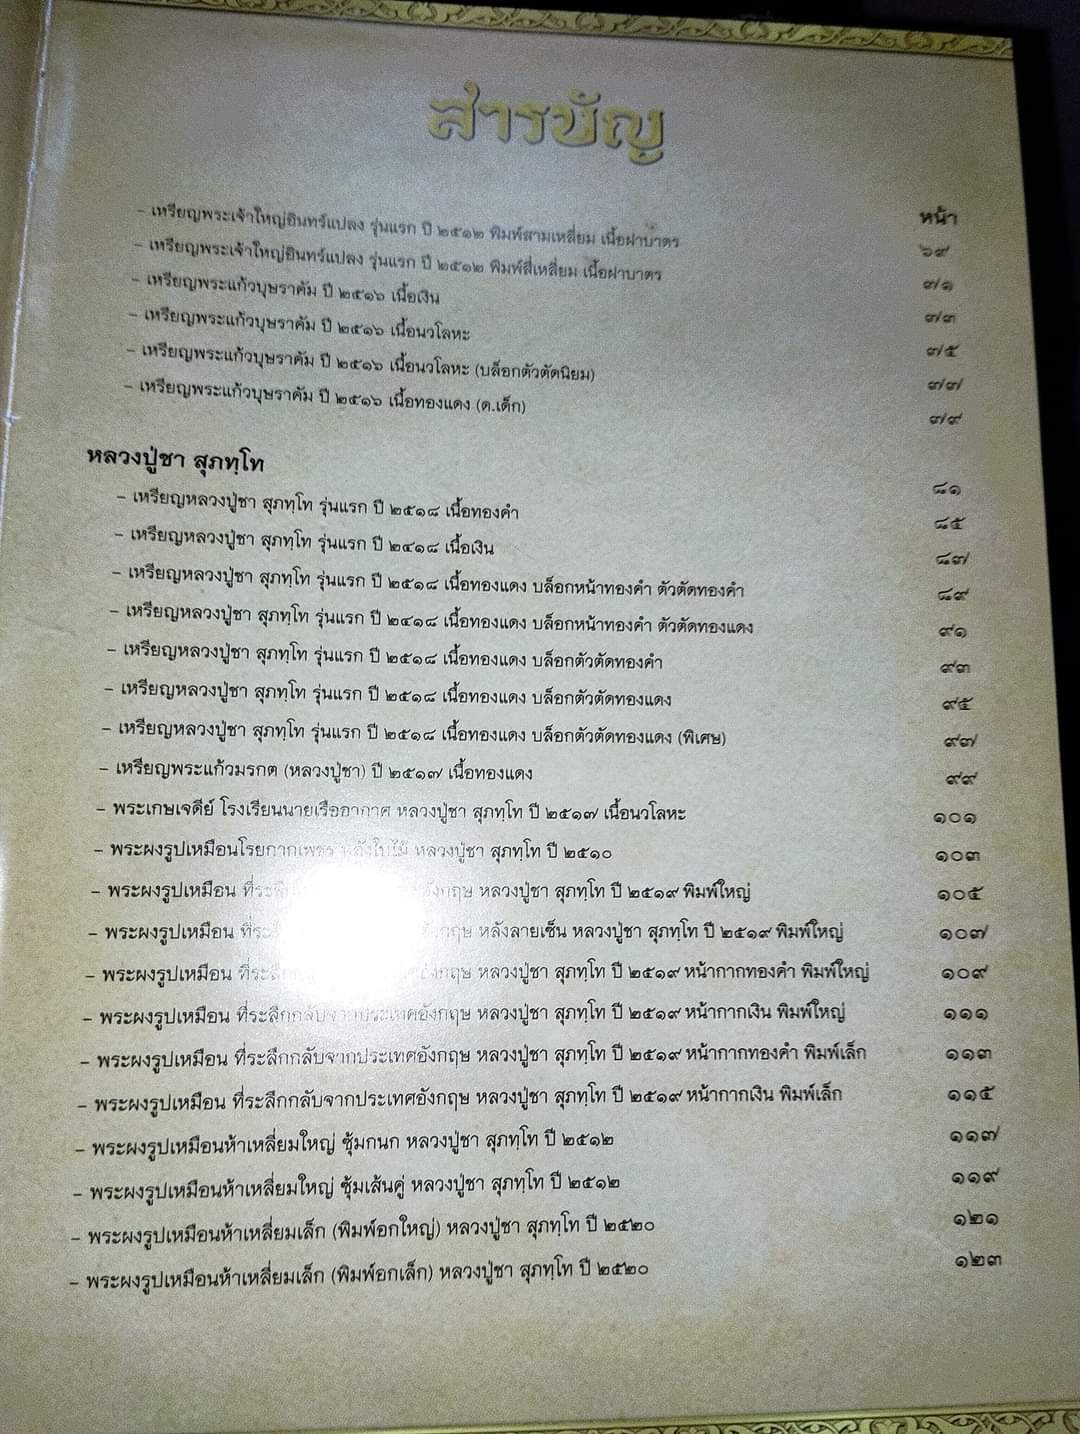 สารบัญ
หน้า
- เหรียญพระเจ้าใหญ่อินทร์แปลง รุ่นแรก ปี ๒๕๑๒ พิมพ์สามเหลี่ยม เนื้อฝาบาตร ๖๙
- เหรียญพระเจ้าใหญ่อินทร์แปลง รุ่นแรก ปี ๒๕๑๒ พิมพ์สี่เหลี่ยม เนื้อฝาบาตร ๗๑
- เหรียญพระแก้วบุษราคัม ปี ๒๕๑๖ เนื้อเงิน ๗๓
- เหรียญพระแก้วบุษราคัม ปี ๒๕๑๖ เนื้อนวโลหะ ๗๕
- เหรียญพระแก้วบุษราคัม ปี ๒๕๑๖ เนื้อนวโลหะ (บล็อกตัวตัดนิยม) ๗๗
- เหรียญพระแก้วบุษราคัม ปี ๒๕๑๖ เนื้อทองแดง (ด.เด็ก) ๗๙
หลวงปู่ชา สุภทฺโท
- เหรียญหลวงปู่ชา สุภทฺโท รุ่นแรก ปี ๒๕๑๘ เนื้อทองคำ ๘๑
- เหรียญหลวงปู่ชา สุภทฺโท รุ่นแรก ปี ๒๔๑๘ เนื้อเงิน ๘๕
- เหรียญหลวงปู่ชา สุภทฺโท รุ่นแรก ปี ๒๕๑๘ เนื้อทองแดง บล็อกหน้าทองคำ ตัวตัดทองคำ ๘๗
- เหรียญหลวงปู่ชา สุภทฺโท รุ่นแรก ปี ๒๔๑๘ เนื้อทองแดง บล็อกหน้าทองคำ ตัวตัดทองแดง ๘๙
- เหรียญหลวงปู่ชา สุภทฺโท รุ่นแรก ปี ๒๕๑๘ เนื้อทองแดง บล็อกตัวตัดทองคำ ๙๑
- เหรียญหลวงปู่ชา สุภทฺโท รุ่นแรก ปี ๒๕๑๘ เนื้อทองแดง บล็อกตัวตัดทองแดง ๙๓
- เหรียญหลวงปู่ชา สุภทฺโท รุ่นแรก ปี ๒๕๑๘ เนื้อทองแดง บล็อกตัวตัดทองแดง (พิเศษ) ๙๕
- เหรียญพระแก้วมรกต (หลวงปู่ชา) ปี ๒๕๑๗ เนื้อทองแดง ๙๗
- พระเกษเจดีย์ โรงเรียนนายเรืออากาศ หลวงปู่ชา สุภทฺโท ปี ๒๕๑๗ เนื้อนวโลหะ ๙๙
- พระผงรูปเหมือนโรยกากเพชร หลังใบไม้ หลวงปู่ชา สุภทฺโท ปี ๒๕๑๐ ๑๐๑
- พระผงรูปเหมือน หลวงปู่ชา สุภทฺโท ปี ๒๕๑๙ พิมพ์ใหญ่ ๑๐๓
- พระผงรูปเหมือน หลังลายเซ็น หลวงปู่ชา สุภทฺโท ปี ๒๕๑๙ พิมพ์ใหญ่ ๑๐๕
- พระผงรูปเหมือน หลวงปู่ชา สุภทฺโท ปี ๒๕๑๙ หน้ากากทองคำ พิมพ์ใหญ่ ๑๐๗
- พระผงรูปเหมือน ที่ระลึกกลับจากประเทศอังกฤษ หลวงปู่ชา สุภทฺโท ปี ๒๕๑๙ หน้ากากเงิน พิมพ์ใหญ่ ๑๐๙
- พระผงรูปเหมือน ที่ระลึกกลับจากประเทศอังกฤษ หลวงปู่ชา สุภทฺโท ปี ๒๕๑๙ หน้ากากทองคำ พิมพ์เล็ก ๑๑๑
- พระผงรูปเหมือน ที่ระลึกกลับจากประเทศอังกฤษ หลวงปู่ชา สุภทฺโท ปี ๒๕๑๙ หน้ากากเงิน พิมพ์เล็ก ๑๑๓
- พระผงรูปเหมือนห้าเหลี่ยมใหญ่ ซุ้มกนก หลวงปู่ชา สุภทฺโท ปี ๒๕๑๒ ๑๑๕
- พระผงรูปเหมือนห้าเหลี่ยมใหญ่ ซุ้มเส้นคู่ หลวงปู่ชา สุภทฺโท ปี ๒๕๑๒ ๑๑๗
- พระผงรูปเหมือนห้าเหลี่ยมเล็ก (พิมพ์อกใหญ่) หลวงปู่ชา สุภทฺโท ปี ๒๕๒๐ ๑๑๙
- พระผงรูปเหมือนห้าเหลี่ยมเล็ก (พิมพ์อกเล็ก) หลวงปู่ชา สุภทฺโท ปี ๒๕๒๐ ๑๒๑
๑๒๓